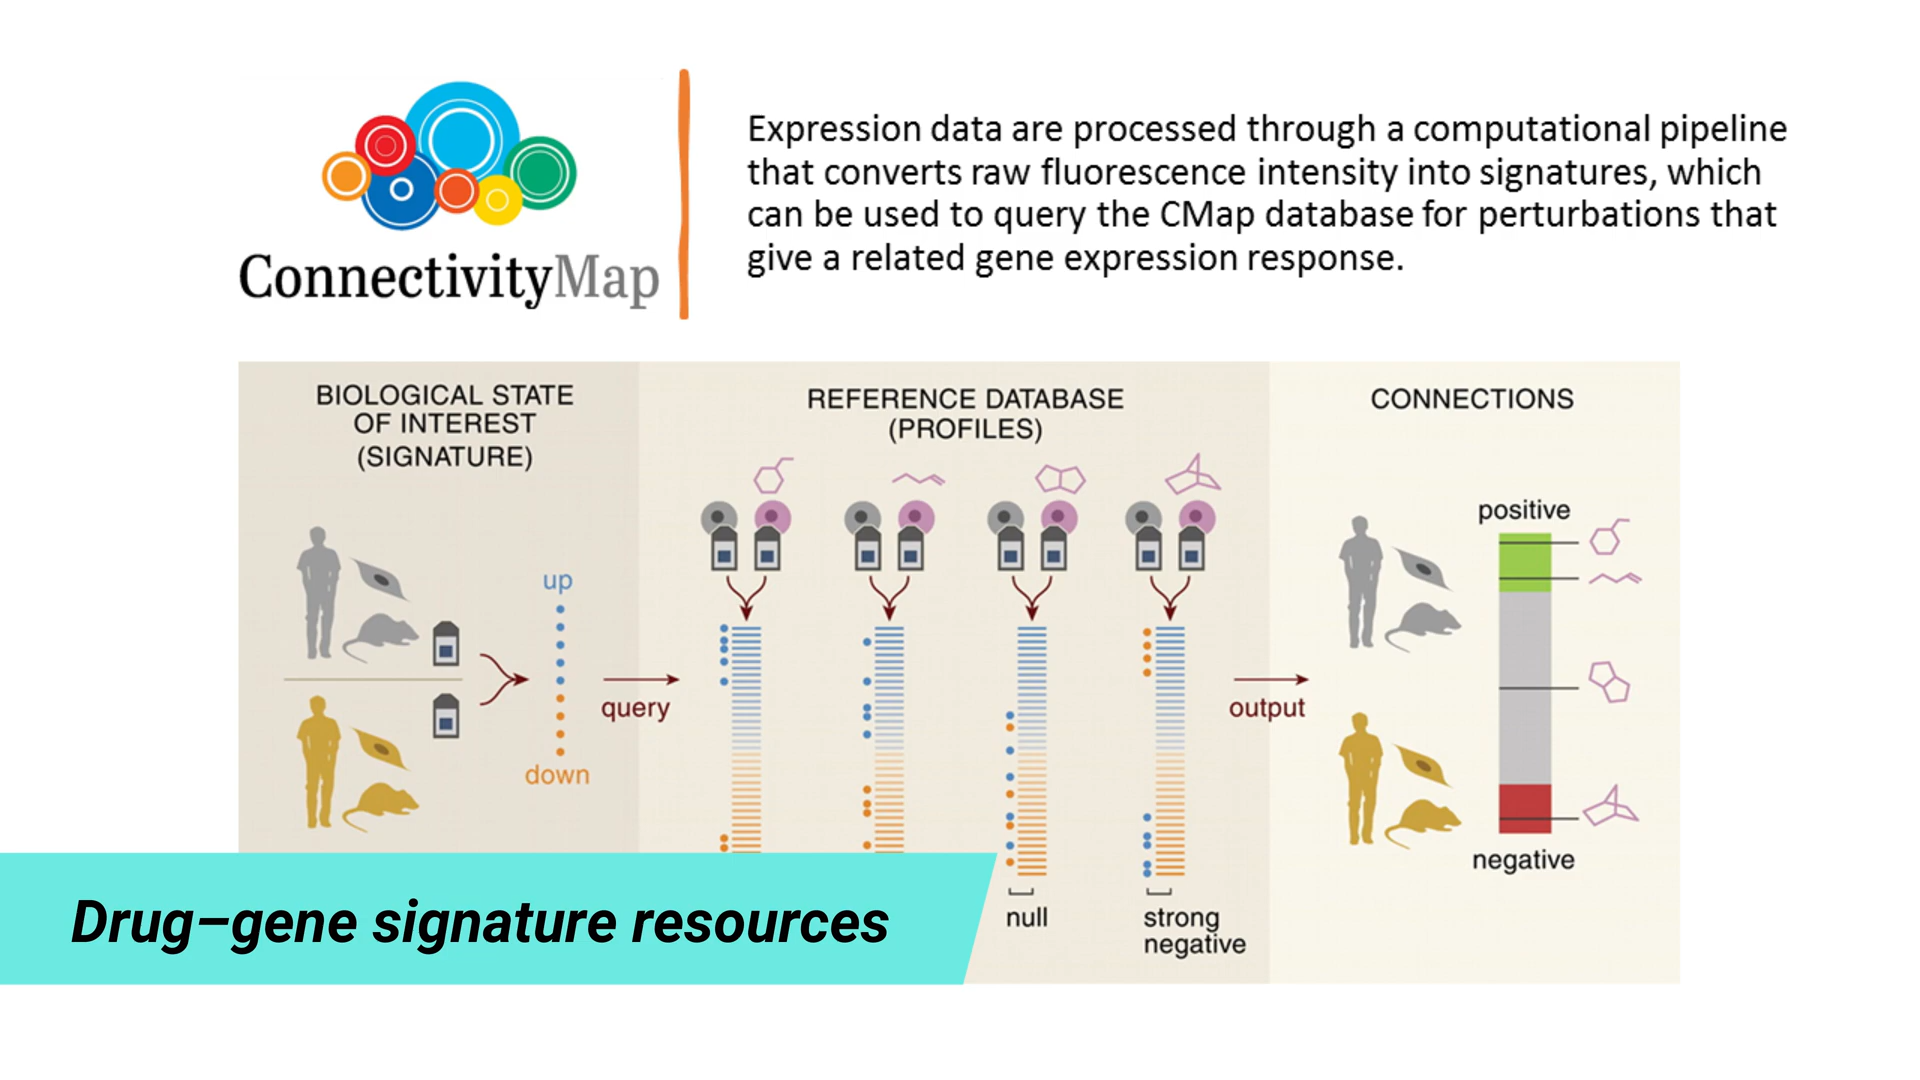 ConnectivityMap
Expression data are processed through a computational pipeline
that converts raw fluorescence intensity into signatures, which
can be used to query the CMap database for perturbations that
give a related gene expression response.
BIOLOGICAL STATE
OF INTEREST
(SIGNATURE)
up
down
query
REFERENCE DATABASE
(PROFILES)
null
strong
negative
output
CONNECTIONS
positive
negative
Drug–gene signature resources